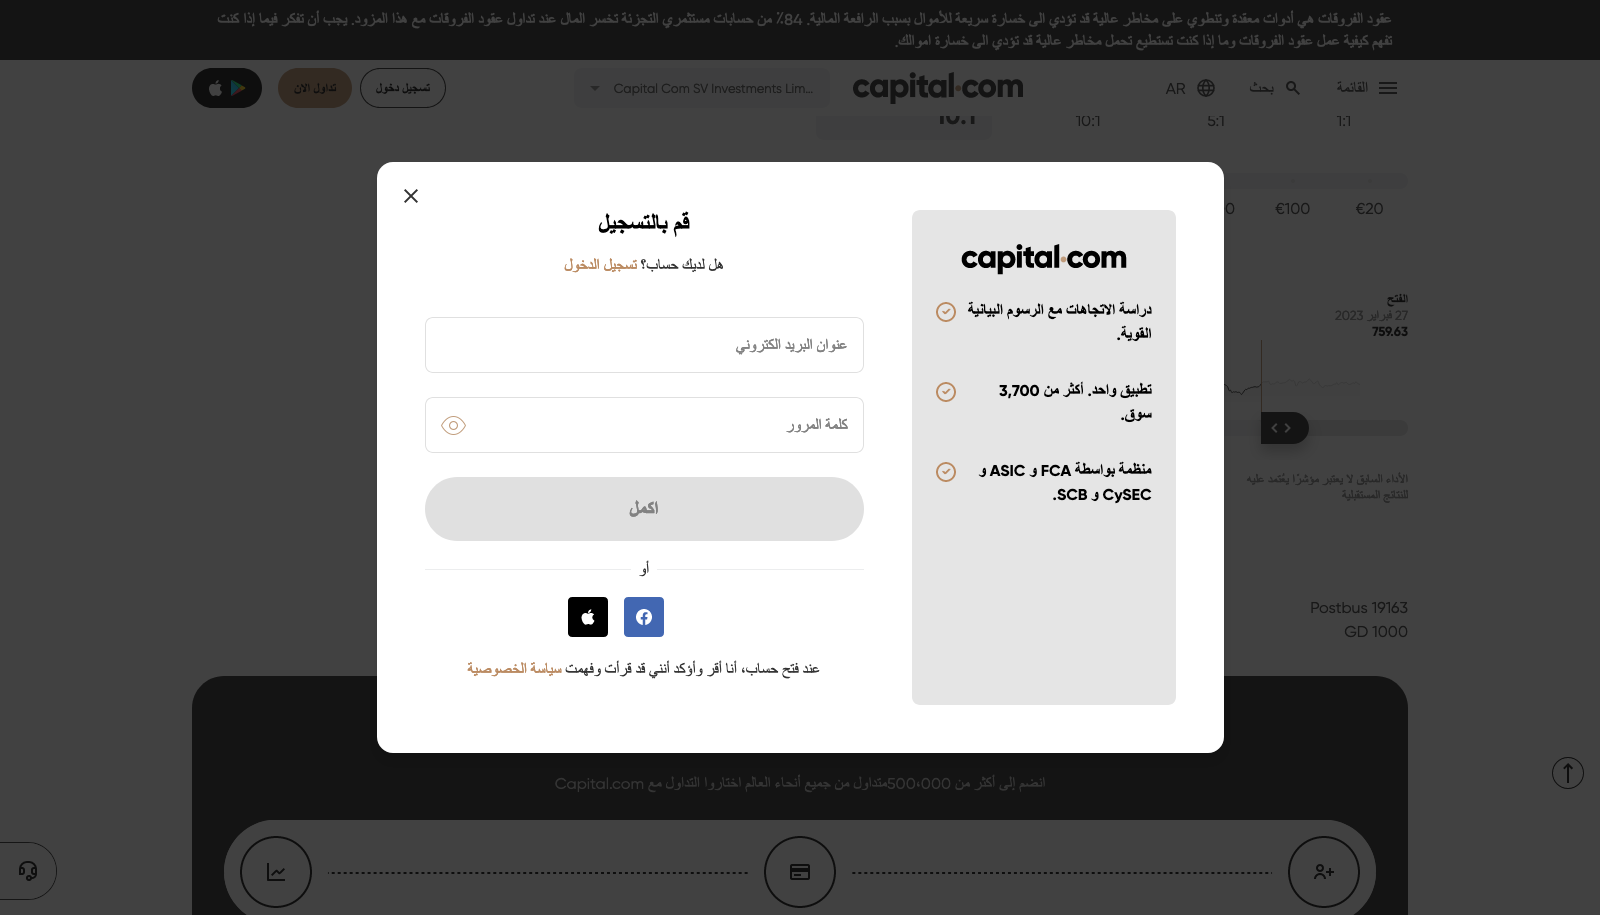 عقود الفروقات هي أدوات معقدة وتنطوي على مخاطر عالية قد تؤدي الى خسارة سريعة للأموال بسبب الرافعة المالية. 84٪ من حسابات مستثمري التجزئة تخسر المال عند تداول عقود الفروقات مع هذا المزود. يجب أن تفكر فيما إذا كنت
تفهم كيفية عمل عقود الفروقات وما إذا كنت تستطيع تحمل مخاطر عالية قد تؤدي الى خسارة اموالك.
القائمة
بحث
AR
capital.com
Capital Com SV Investments Lim...
تسجيل دخول
تداول الآن
1:1
5:1
10:1
10:1
€20
€100
0
الفتح
27 فبراير 2023
759.63
الأداء السابق لا يعتبر مؤشرًا يعُتمد عليه
للنتائج المستقبلية
Postbus 19163
GD 1000
capital.com
دراسة الاتجاهات مع الرسوم البيانية
القوية.
تطبيق واحد. أكثر من 3,700
سوق.
منظمة بواسطة FCA و ASIC و
CySEC و SCB.
قم بالتسجيل
هل لديك حساب؟ تسجيل الدخول
عنوان البريد الكتروني
كلمة المرور
اكمل
أو
عند فتح حساب، أنا أقر وأؤكد أنني قد قرأت وفهمت سياسة الخصوصية
انضم إلى أكثر من 500،000متداول من جميع أنحاء العالم اختاروا التداول مع Capital.com